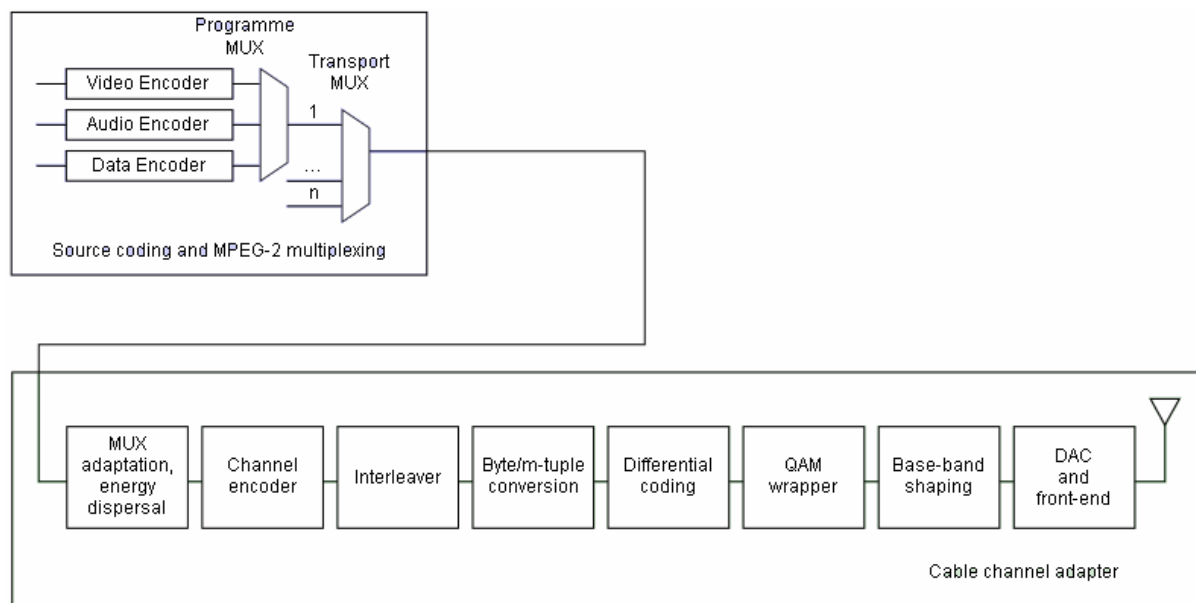 Programme
MUX
Transport
MUX
Video Encoder
Audio Encoder
Data Encoder
1
...
n
Source coding and MPEG-2 multiplexing
MUX
adaptation,
energy
dispersal
Channel
encoder
Interleaver
Byte/m-tuple
conversion
Differential
coding
QAM
wrapper
Base-band
shaping
DAC
and
front-end
Cable channel adapter